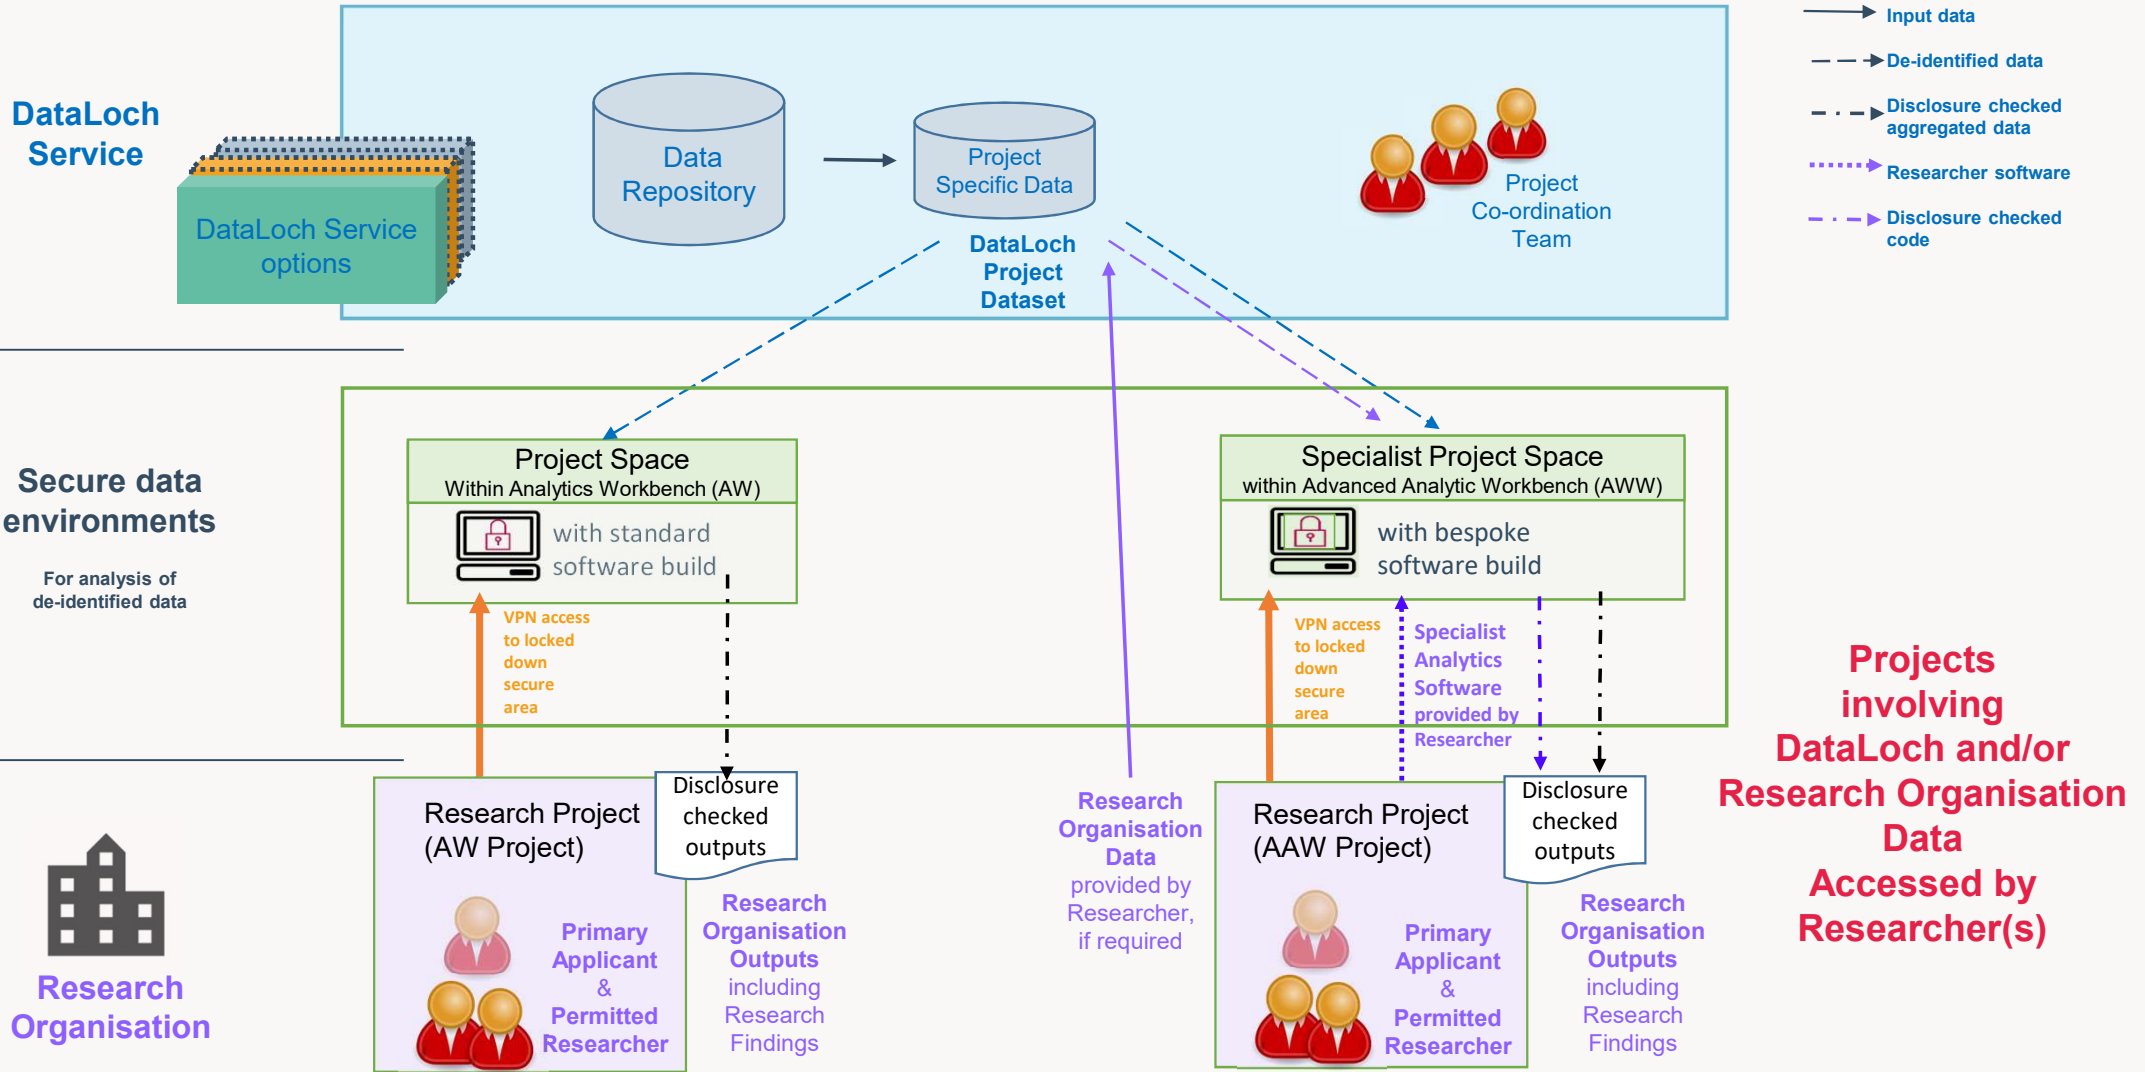 DataLoch
Service
DataLoch Service
options
Data
Repository
Project
Specific Data
DataLoch
Project
Dataset
Project
Co-ordination
Team
Input data
De-identified data
Disclosure checked
aggregated data
Researcher software
Disclosure checked
code
Secure data
environments
For analysis of
de-identified data
Project Space
Within Analytics Workbench (AW)
with standard
software build
VPN access
to locked
down
secure
area
Specialist Project Space
within Advanced Analytic Workbench (AWW)
with bespoke
software build
VPN access
to locked
down
secure
area
Specialist
Analytics
Software
provided by
Researcher
Projects
involving
DataLoch and/or
Research Organisation
Data
Accessed by
Researcher(s)
Research
Organisation
Research Project
(AW Project)
Disclosure
checked
outputs
Primary
Applicant
&
Permitted
Researcher
Research
Organisation
Outputs
including
Research
Findings
Research
Organisation
Data
provided by
Researcher,
if required
Research Project
(AAW Project)
Disclosure
checked
outputs
Primary
Applicant
&
Permitted
Researcher
Research
Organisation
Outputs
including
Research
Findings